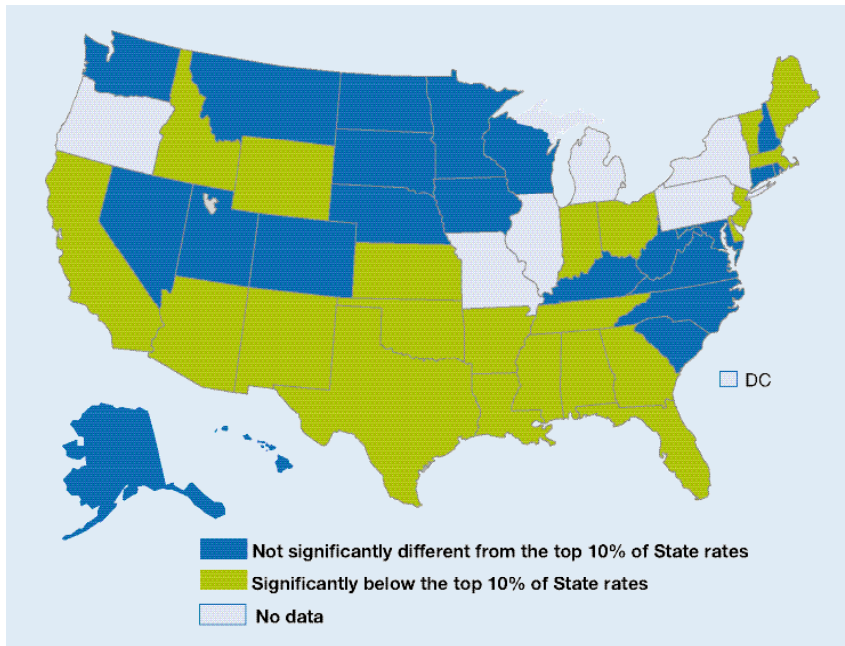 DC
Not significantly different from the top 10% of State rates
Significantly below the top 10% of State rates
No data